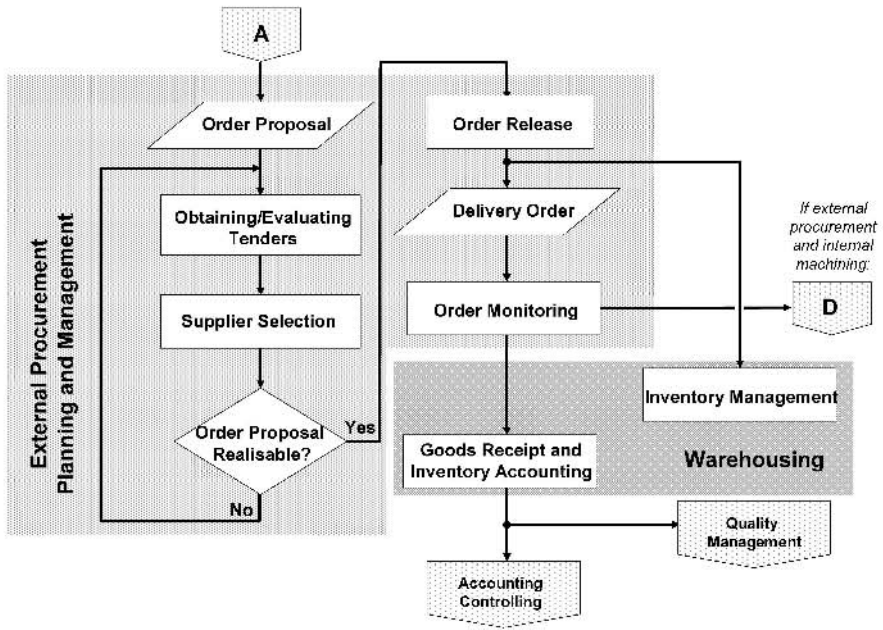 A
Order Proposal
Obtaining/Evaluating
Tenders
Supplier Selection
Order Proposal
Realisable?
Yes
No
External Procurement
Planning and Management
Order Release
Delivery Order
Order Monitoring
If external
procurement
and internal
machining:
D
Inventory Management
Goods Receipt and
Inventory Accounting
Warehousing
Quality
Management
Accounting
Controlling